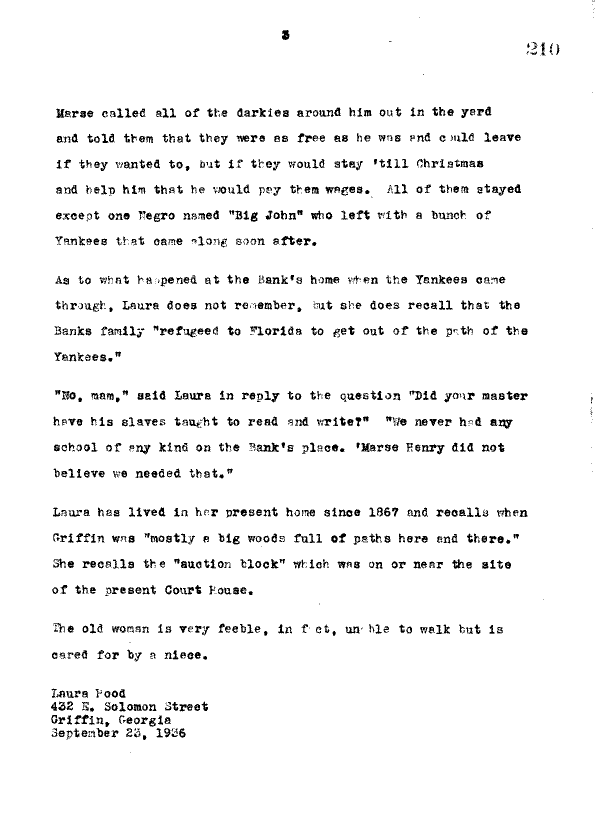 3
210
Marse called all of the darkies around him out in the yard
and told them that they were as free as he was and could leave
if they wanted to, but if they would stay 'till Christmas
and help him that he would pay them wages. All of them stayed
except one Negro named "Big John" who left with a bunch of
Yankees that came along soon after.
As to what happened at the Bank's home when the Yankees came
through, Laura does not remember, but she does recall that the
Banks family "refugeed to Florida to get out of the path of the
Yankees."
"No, mam," said Laura in reply to the question "Did your master
have his slaves taught to read and write?" "We never had any
school of any kind on the Bank's place. 'Marse Henry did not
believe we needed that."
Laura has lived in her present home since 1867 and recalls when
Griffin was "mostly a big woods full of paths here and there."
She recalls the "auction block" which was on or near the site
of the present Court House.
The old woman is very feeble, in fact, unable to walk but is
cared for by a niece.
Laura Hood
432 E. Solomon Street
Griffin, Georgia
September 23, 1936